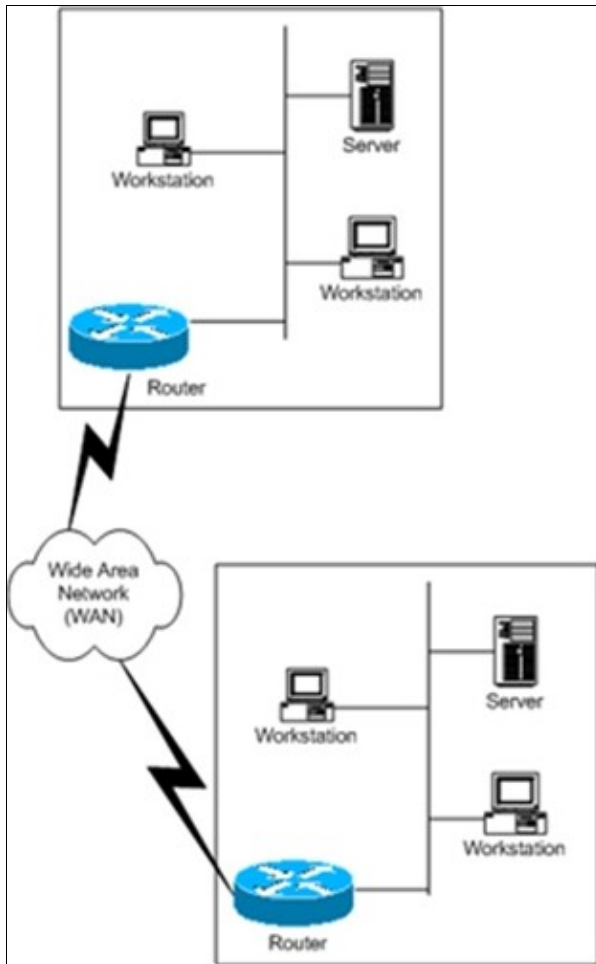 Server
Workstation
Workstation
Router
Wide Area
Network
(WAN)
Server
Workstation
Workstation
Router